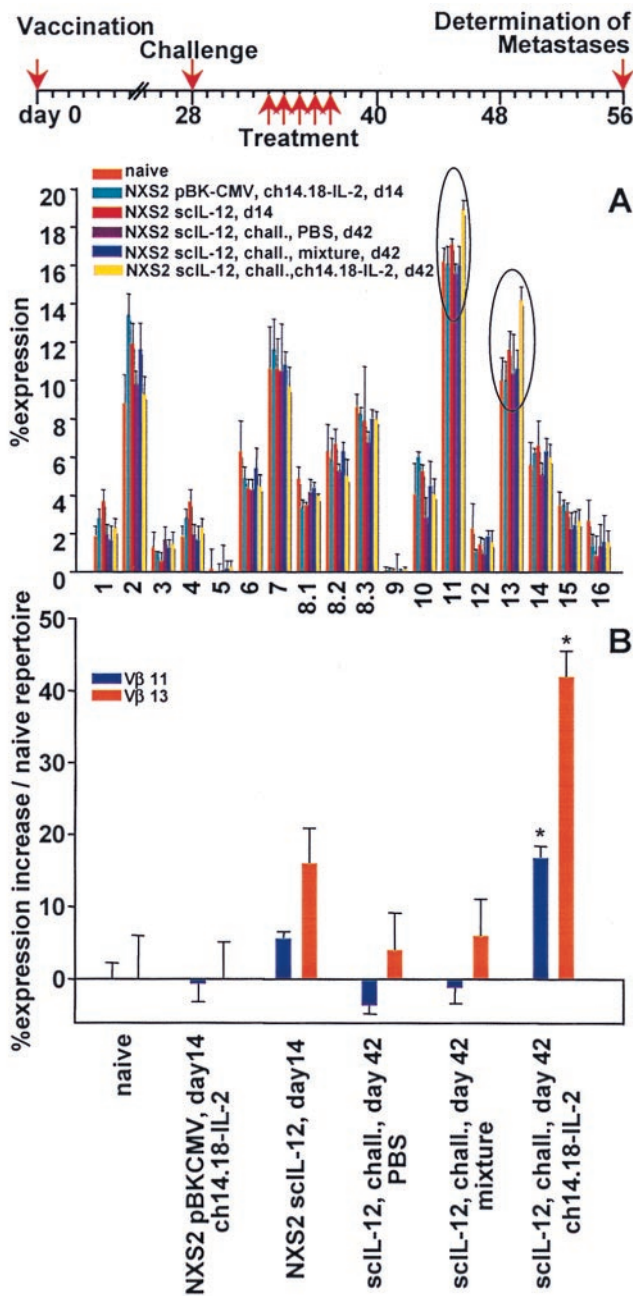 Vaccination
Challenge
Determination of
Metastases
day 0 28 40 48 56
Treatment
A
naive
NXS2 pBK-CMV, ch14.18-IL-2, d14
NXS2 scIL-12, d14
NXS2 scIL-12, chall., PBS, d42
NXS2 scIL-12, chall., mixture, d42
NXS2 scIL-12, chall.,ch14.18-IL-2, d42
%expression
20
18
16
14
12
10
8
6
4
2
0
1 2 3 4 5 6 7 8.1 8.2 8.3 9 10 11 12 13 14 15 16
B
Vβ 11
Vβ 13
%expression increase / naive repertoire
50
40
30
20
10
0
* *
naive
NXS2 pBKCMV, day14
ch14.18-IL-2
NXS2 scIL-12, day14
scIL-12, chall., day 42
PBS
scIL-12, chall., day 42
mixture
scIL-12, chall., day 42
ch14.18-IL-2